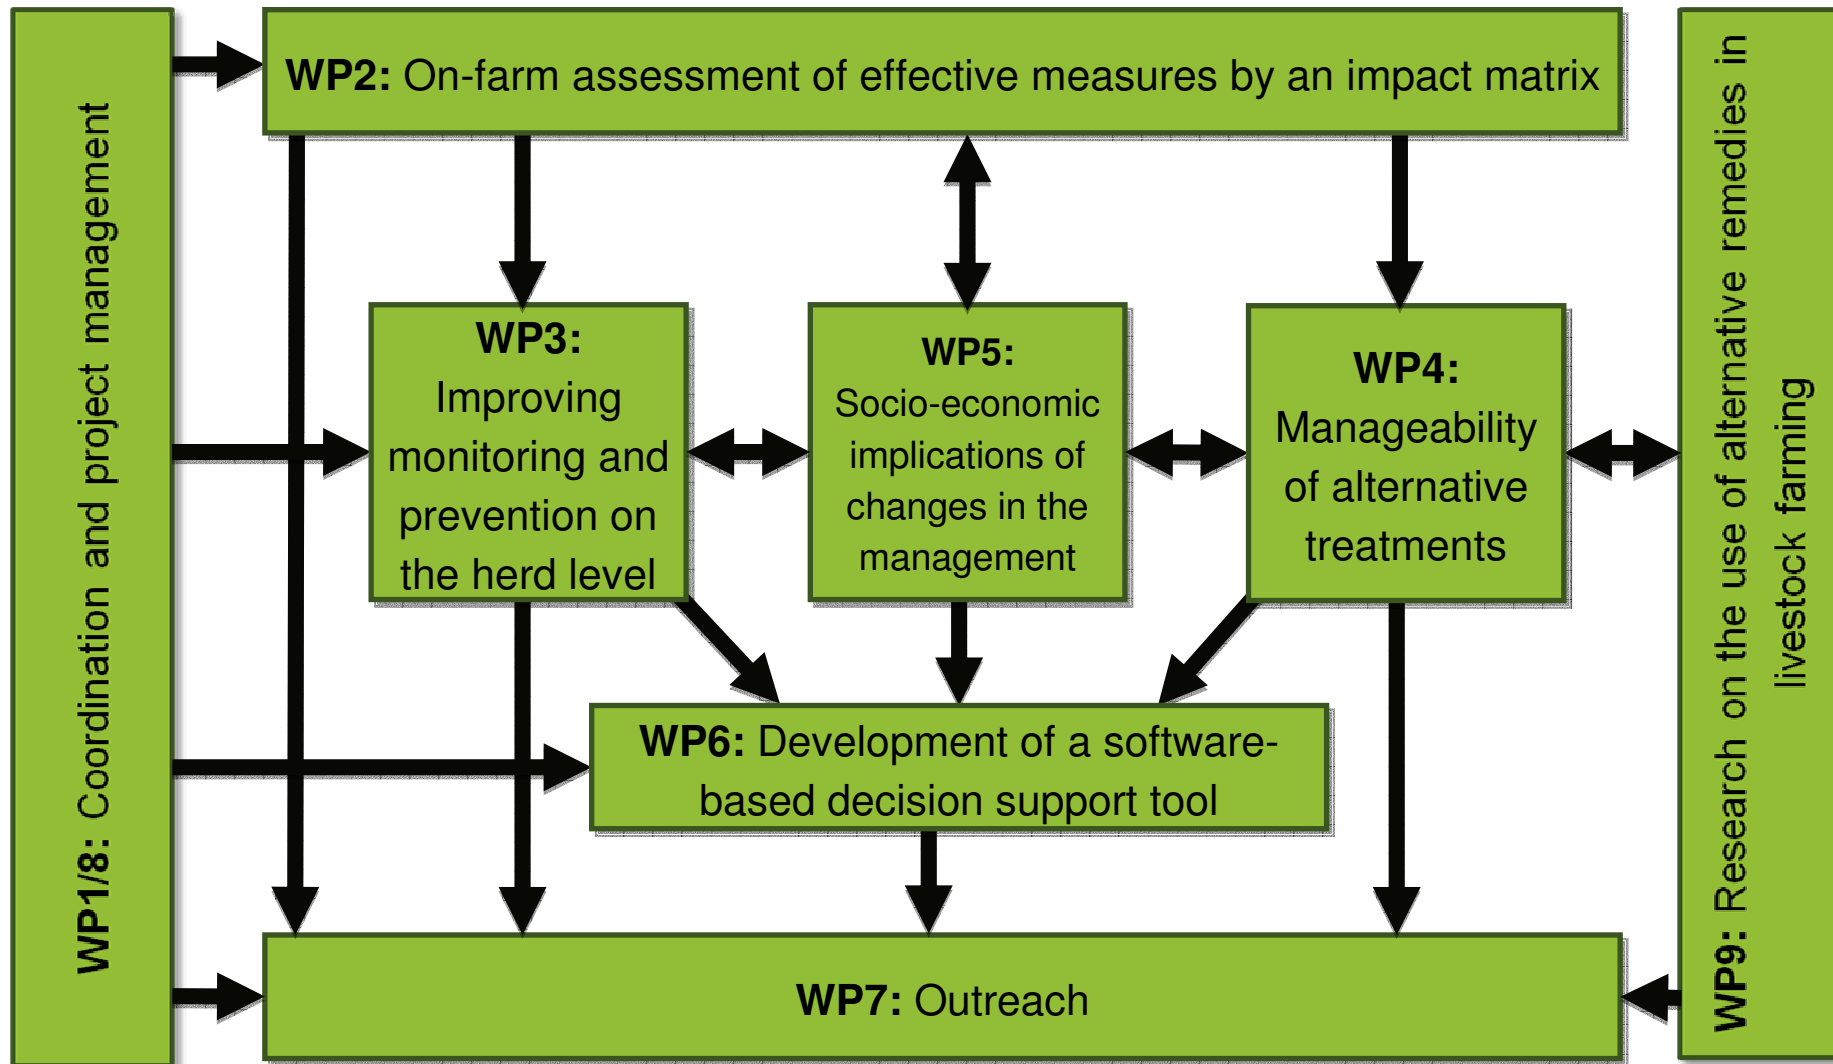 WP1/8: Coordination and project management
WP2: On-farm assessment of effective measures by an impact matrix
WP3:
Improving
monitoring and
prevention on
the herd level
WP5:
Socio-economic
implications of
changes in the
management
WP4:
Manageability
of alternative
treatments
WP6: Development of a software-
based decision support tool
WP7: Outreach
WP9: Research on the use of alternative remedies in
livestock farming